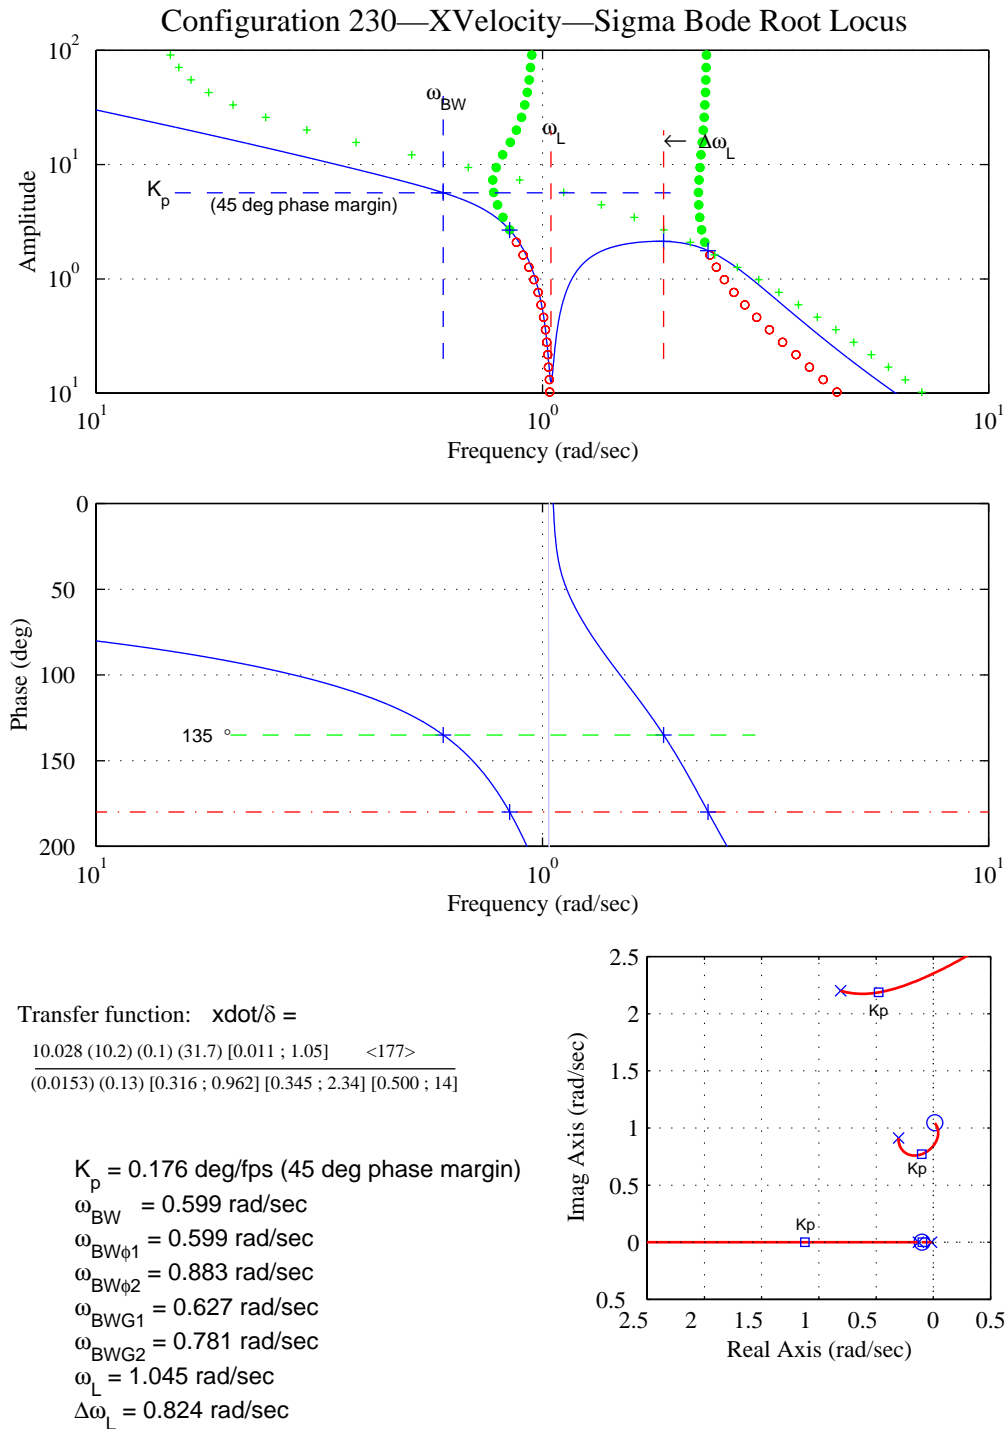 Configuration 230—XVelocity—Sigma Bode Root Locus
10²
10¹
10⁰
10¹
Amplitude
ω_BW
ω_L
← Δω_L
K_p
(45 deg phase margin)
10¹
10⁰
10¹
Frequency (rad/sec)
0
50
100
150
200
Phase (deg)
135 °
10¹
10⁰
10¹
Frequency (rad/sec)
Transfer function: xdot/δ =
10.028 (10.2) (0.1) (31.7) [0.011 ; 1.05] <177>
(0.0153) (0.13) [0.316 ; 0.962] [0.345 ; 2.34] [0.500 ; 14]
K_p = 0.176 deg/fps (45 deg phase margin)
ω_BW = 0.599 rad/sec
ω_BWϕ1 = 0.599 rad/sec
ω_BWϕ2 = 0.883 rad/sec
ω_BWG1 = 0.627 rad/sec
ω_BWG2 = 0.781 rad/sec
ω_L = 1.045 rad/sec
Δω_L = 0.824 rad/sec
2.5
2
1.5
1
0.5
0
0.5
Imag Axis (rad/sec)
Kp
Kp
Kp
2.5 2 1.5 1 0.5 0 0.5
Real Axis (rad/sec)